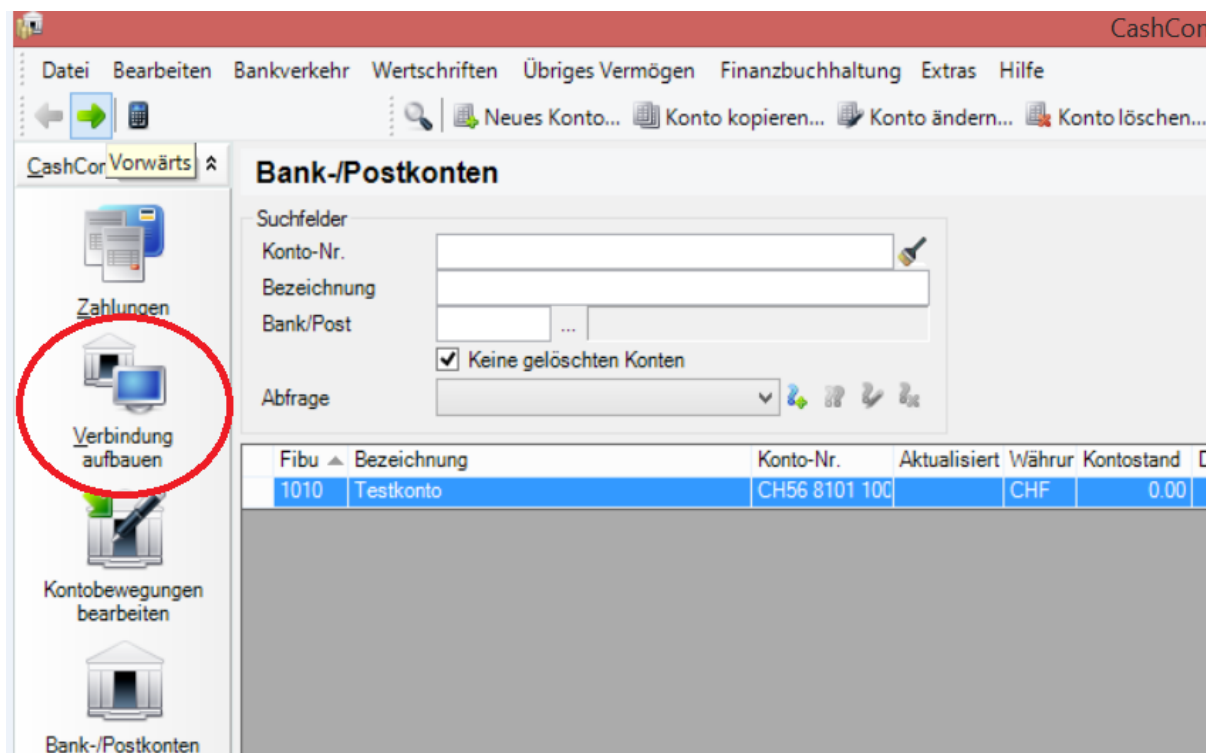 CashCon
Datei Bearbeiten Bankverkehr Wertschriften Übriges Vermögen Finanzbuchhaltung Extras Hilfe
Neues Konto... Konto kopieren... Konto ändern... Konto löschen...
CashCon Vorwärts
Bank-/Postkonten
Suchfelder
Konto-Nr.
Bezeichnung
Bank/Post ...
Keine gelöschten Konten
Abfrage
Zahlungen
Verbindung
aufbauen
Kontobewegungen
bearbeiten
Bank-/Postkonten
Fibu Bezeichnung Konto-Nr. Aktualisiert Währur Kontostand
1010 Testkonto CH56 8101 100 CHF 0.00